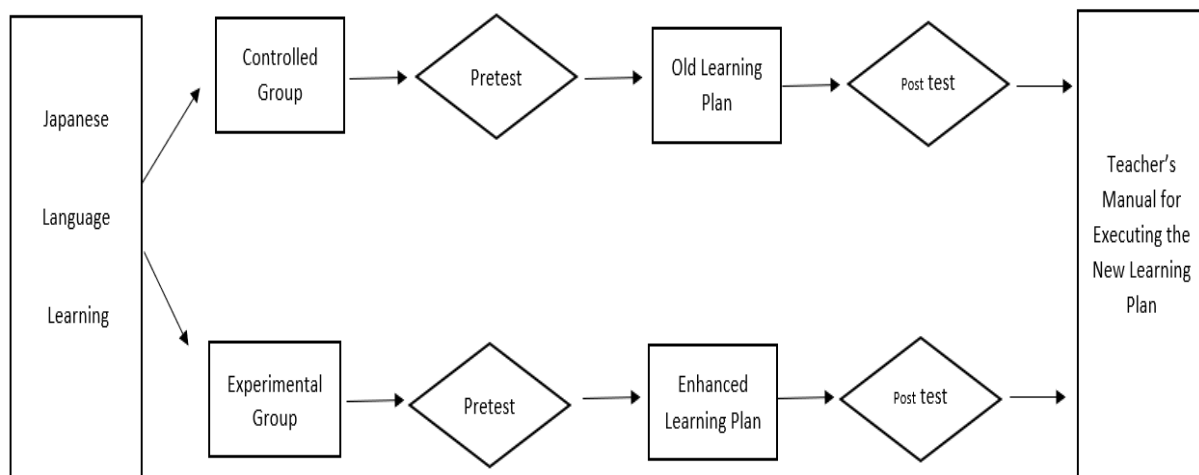 Japanese
Language
Learning
Controlled
Group
Pretest
Old Learning
Plan
Post test
Experimental
Group
Pretest
Enhanced
Learning Plan
Post test
Teacher’s
Manual for
Executing the
New Learning
Plan